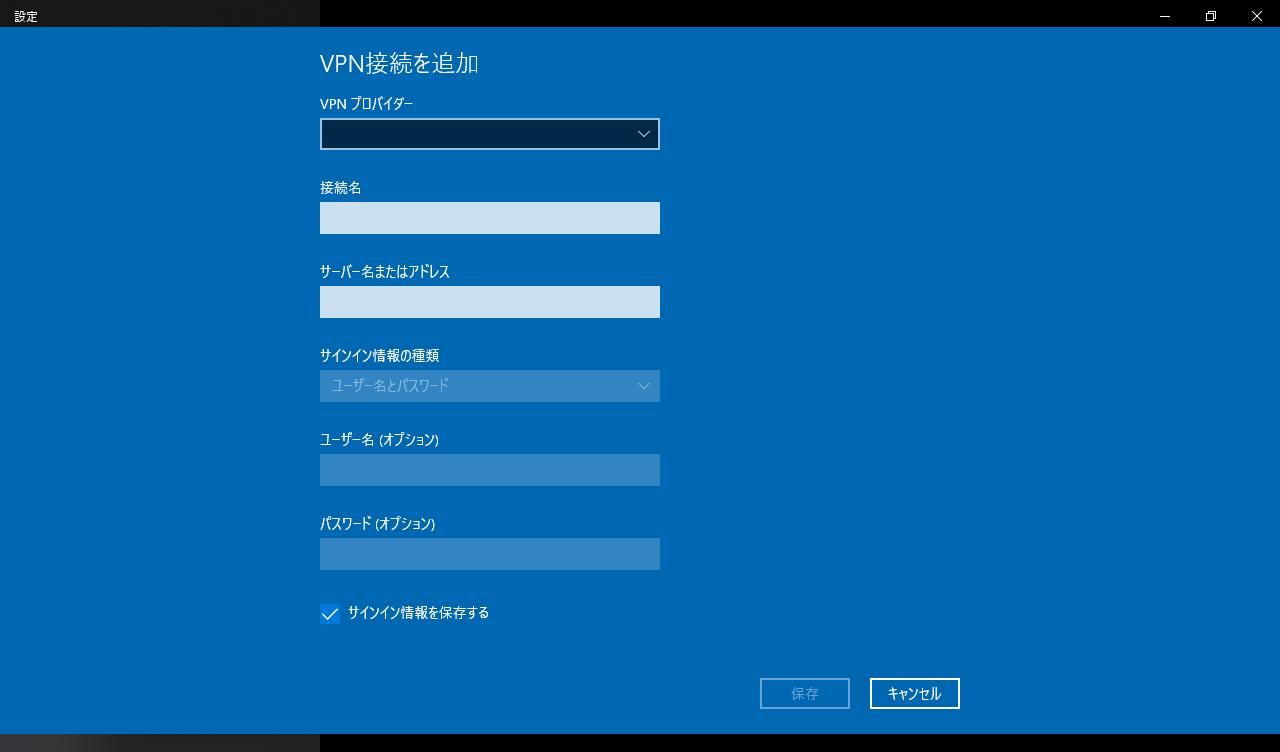 設定
VPN接続を追加
VPN プロバイダー
接続名
サーバー名またはアドレス
サインイン情報の種類
ユーザー名とパスワード
ユーザー名 (オプション)
パスワード (オプション)
サインイン情報を保存する
保存
キャンセル